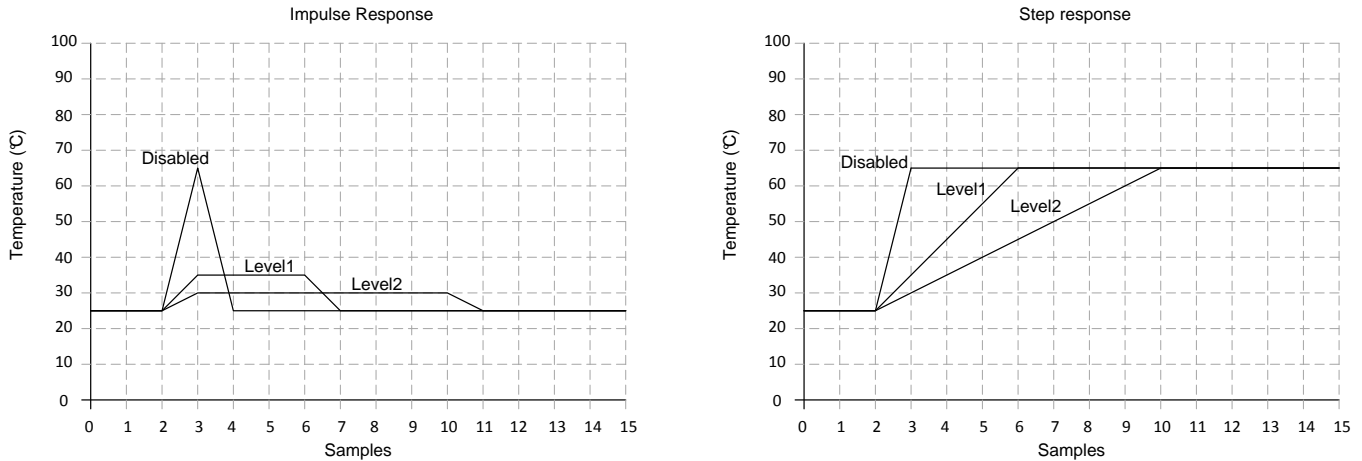 Impulse Response
100
90
80
70
60
50
40
30
20
10
0
Temperature (°C)
Disabled
Level1
Level2
0 1 2 3 4 5 6 7 8 9 10 11 12 13 14 15
Samples
Step response
100
90
80
70
60
50
40
30
20
10
0
Temperature (°C)
Disabled
Level1
Level2
0 1 2 3 4 5 6 7 8 9 10 11 12 13 14 15
Samples